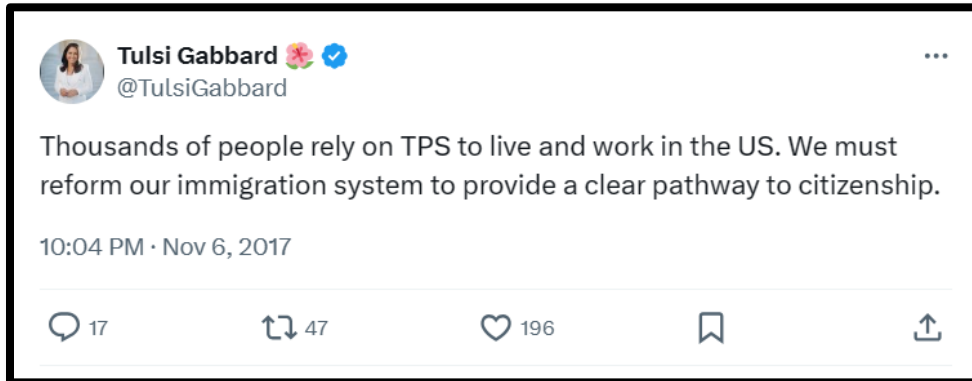 Tulsi Gabbard 🌺
@TulsiGabbard
Thousands of people rely on TPS to live and work in the US. We must
reform our immigration system to provide a clear pathway to citizenship.
10:04 PM · Nov 6, 2017
17 47 196